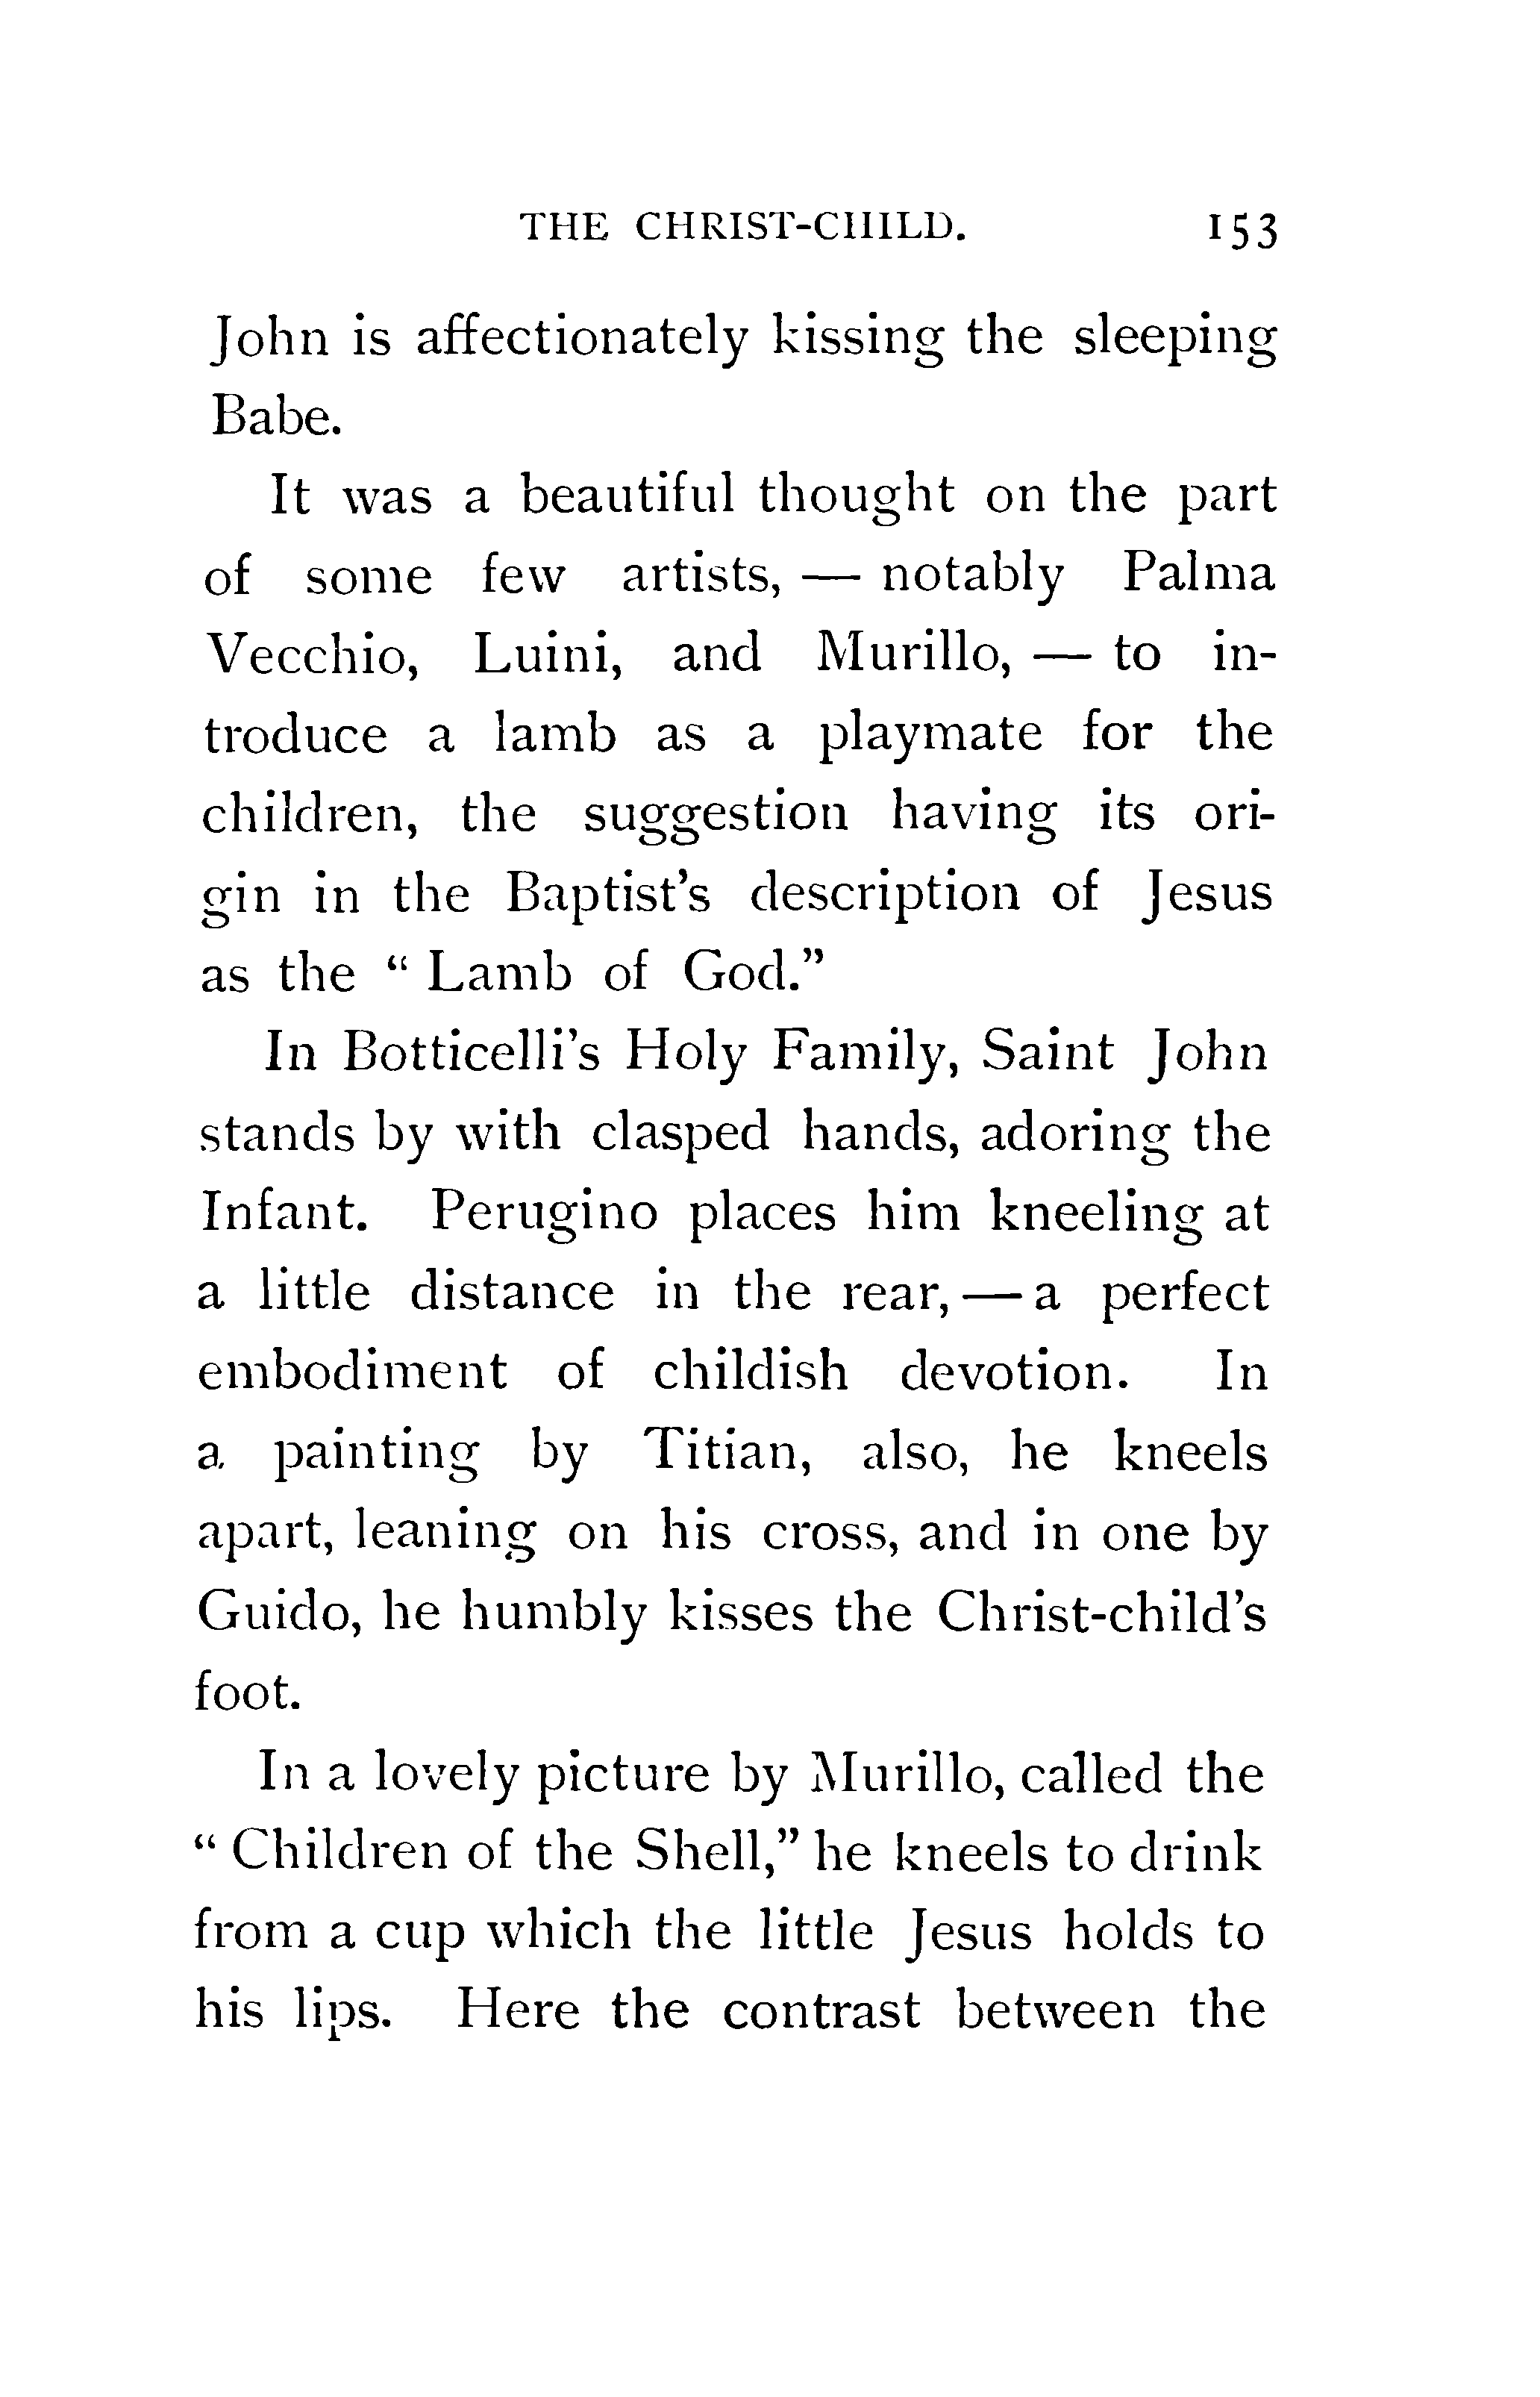 THE CHRIST-CHILD. 153
John is affectionately kissing the sleeping
Babe.
It was a beautiful thought on the part
of some few artists, — notably Palma
Vecchio, Luini, and Murillo, — to in-
troduce a lamb as a playmate for the
children, the suggestion having its ori-
gin in the Baptist's description of Jesus
as the “ Lamb of God.”
In Botticelli's Holy Family, Saint John
stands by with clasped hands, adoring the
Infant. Perugino places him kneeling at
a little distance in the rear, — a perfect
embodiment of childish devotion. In
a painting by Titian, also, he kneels
apart, leaning on his cross, and in one by
Guido, he humbly kisses the Christ-child's
foot.
In a lovely picture by Murillo, called the
“ Children of the Shell,” he kneels to drink
from a cup which the little Jesus holds to
his lips. Here the contrast between the